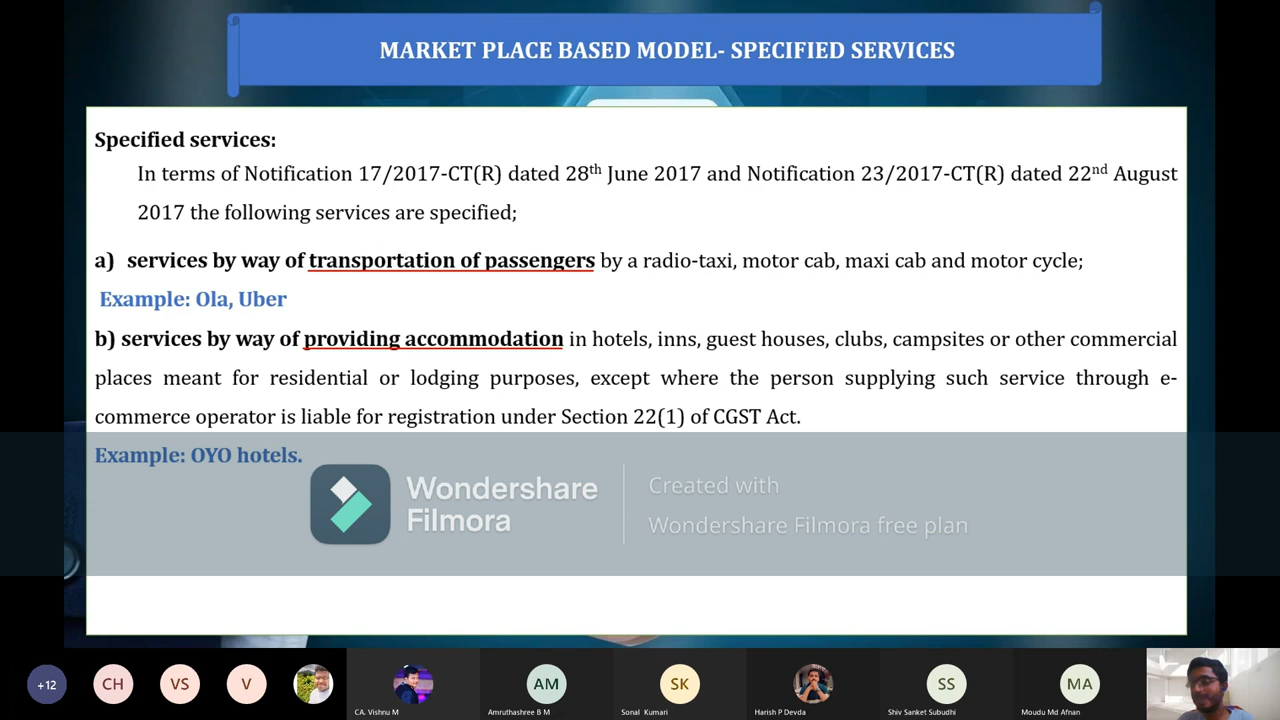 MARKET PLACE BASED MODEL- SPECIFIED SERVICES
Specified services:
In terms of Notification 17/2017-CT(R) dated 28th June 2017 and Notification 23/2017-CT(R) dated 22nd August
2017 the following services are specified;
a) services by way of transportation of passengers by a radio-taxi, motor cab, maxi cab and motor cycle;
Example: Ola, Uber
b) services by way of providing accommodation in hotels, inns, guest houses, clubs, campsites or other commercial
places meant for residential or lodging purposes, except where the person supplying such service through e-
commerce operator is liable for registration under Section 22(1) of CGST Act.
Example: OYO hotels.
Wondershare
Filmora
Created with
Wondershare Filmora free plan
+12
CH
VS
V
AM
SK
SS
MA
CA. Vishnu M
Amruthashree B M
Sonal Kumari
Harish P Devda
Shiv Sanket Subudhi
Moudu Md Afnan